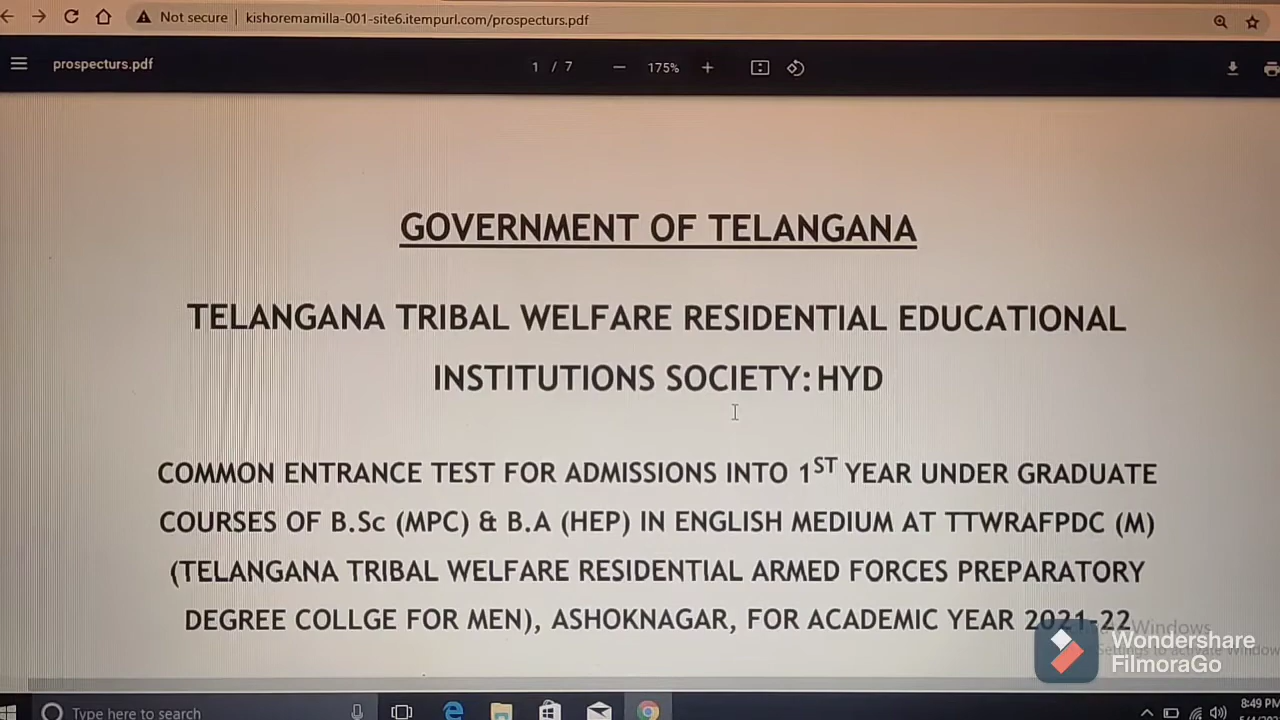 Not secure
kishoremamilla-001-site6.itempurl.com/prospecturs.pdf
prospecturs.pdf
1 / 7
175%
GOVERNMENT OF TELANGANA
TELANGANA TRIBAL WELFARE RESIDENTIAL EDUCATIONAL
INSTITUTIONS SOCIETY: HYD
COMMON ENTRANCE TEST FOR ADMISSIONS INTO 1ST YEAR UNDER GRADUATE
COURSES OF B.Sc (MPC) & B.A (HEP) IN ENGLISH MEDIUM AT TTWRAFPDC (M)
(TELANGANA TRIBAL WELFARE RESIDENTIAL ARMED FORCES PREPARATORY
DEGREE COLLGE FOR MEN), ASHOKNAGAR, FOR ACADEMIC YEAR 2021-22
Windows
Wondershare
FilmoraGo
Type here to search
8:49 PM